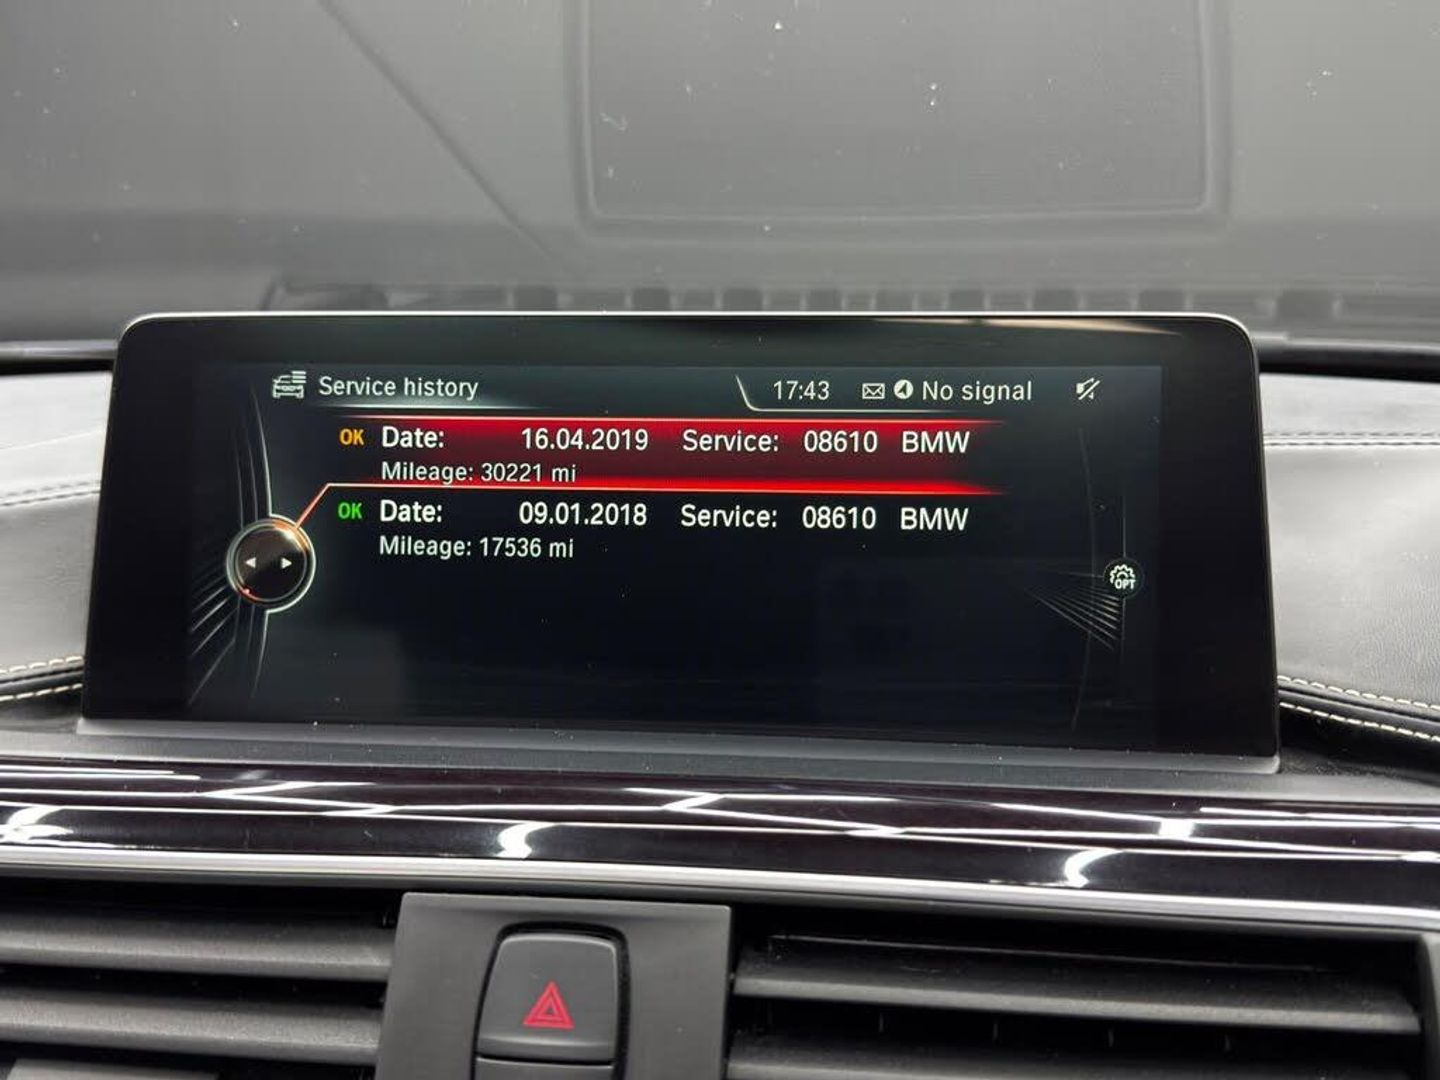 Service history 17:43 No signal
OK Date: 16.04.2019 Service: 08610 BMW
Mileage: 30221 mi
OK Date: 09.01.2018 Service: 08610 BMW
Mileage: 17536 mi
OPT